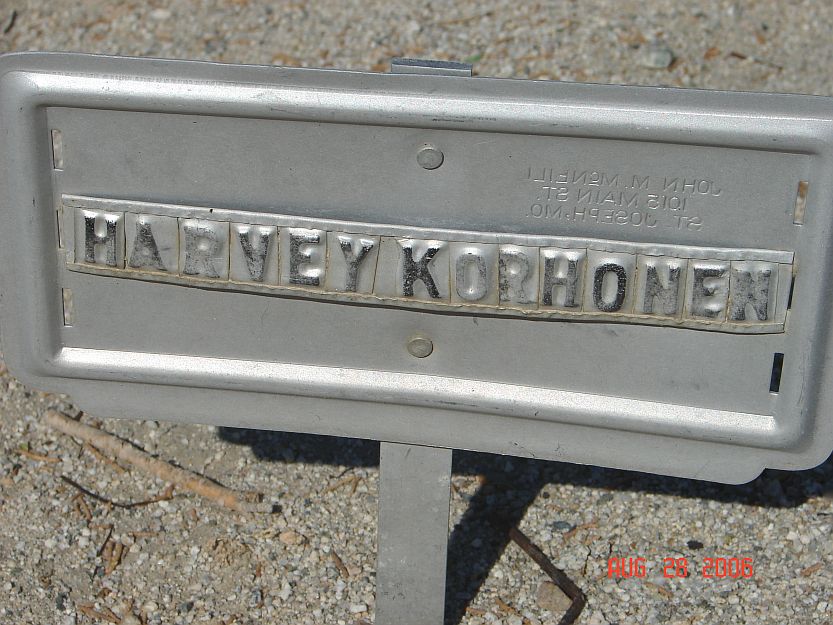 JOHN M. McNEILL
1015 MAIN ST.
ST. JOSEPH, MO.
HARVEY KORHONEN
AUG 28 2006